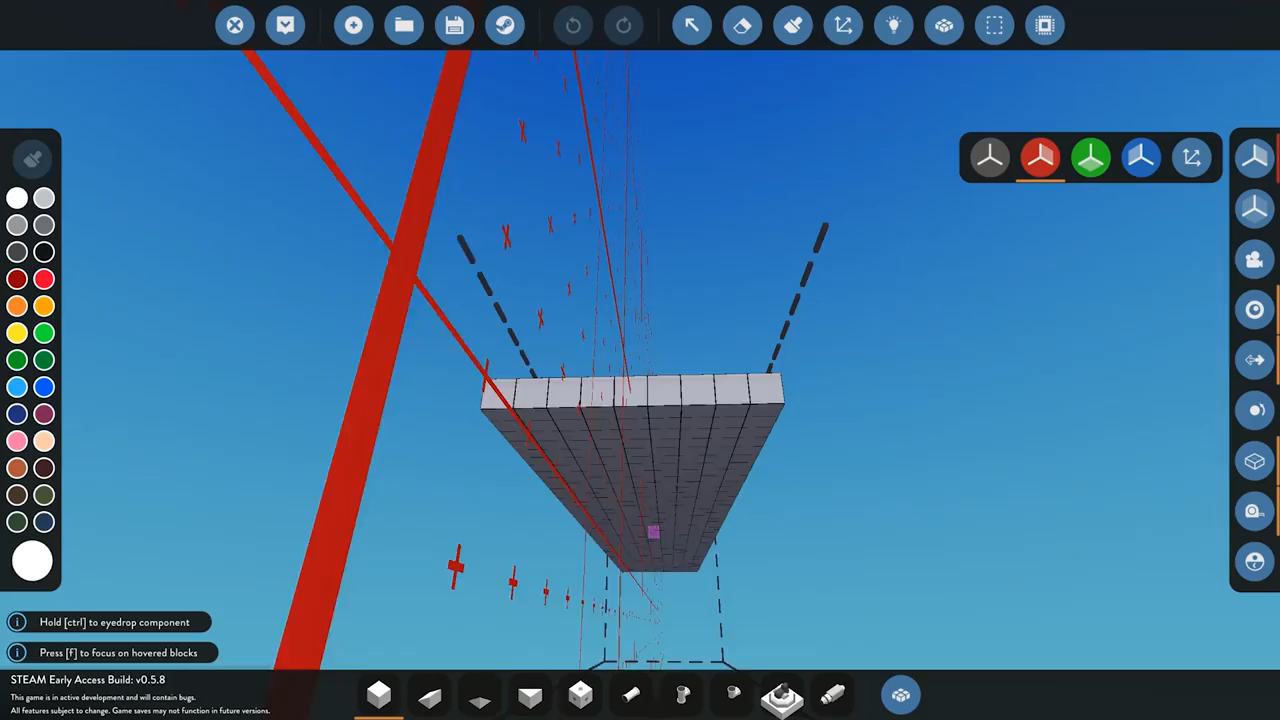 Hold [ctrl] to eyedrop component
Press [f] to focus on hovered blocks
STEAM Early Access Build: v0.5.8
This game is in active development and will contain bugs.
All features subject to change. Game saves may not function in future versions.